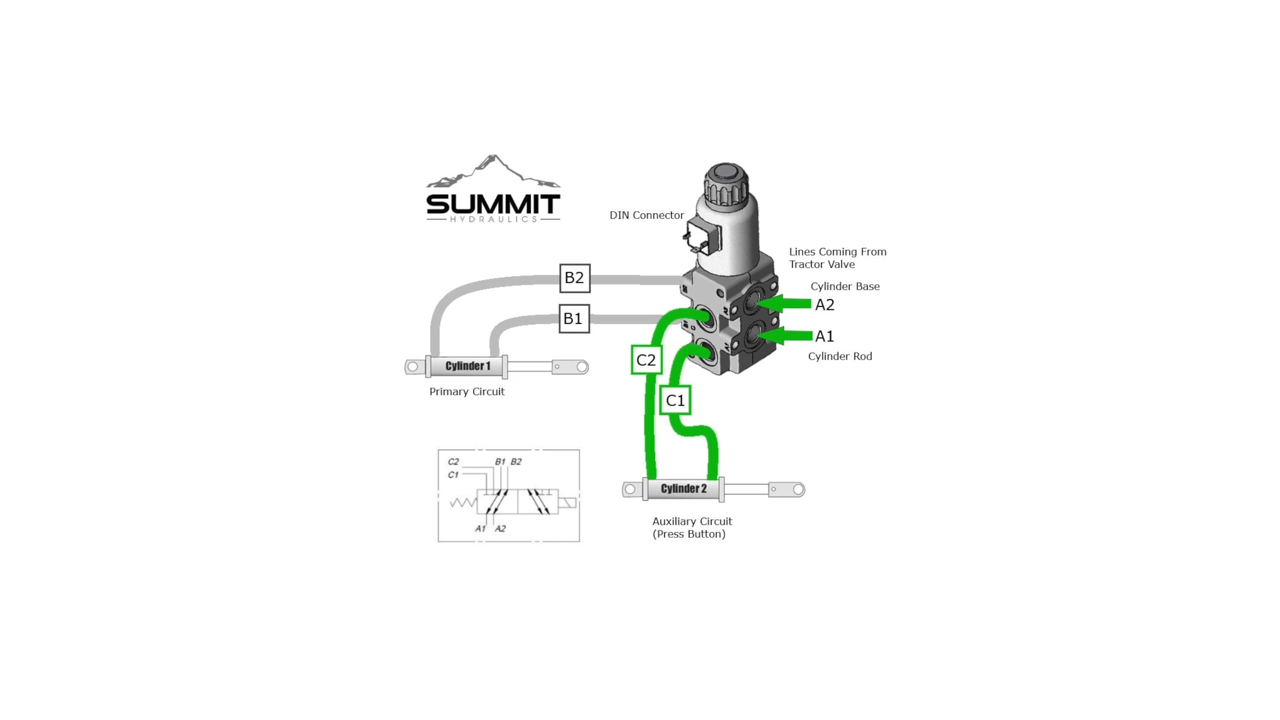 SUMMIT
HYDRAULICS
DIN Connector
Lines Coming From
Tractor Valve
Cylinder Base
A2
A1
Cylinder Rod
B2
B1
C2
C1
Cylinder 1
Primary Circuit
Cylinder 2
Auxiliary Circuit
(Press Button)
C2 B1 B2
C1
A1 A2